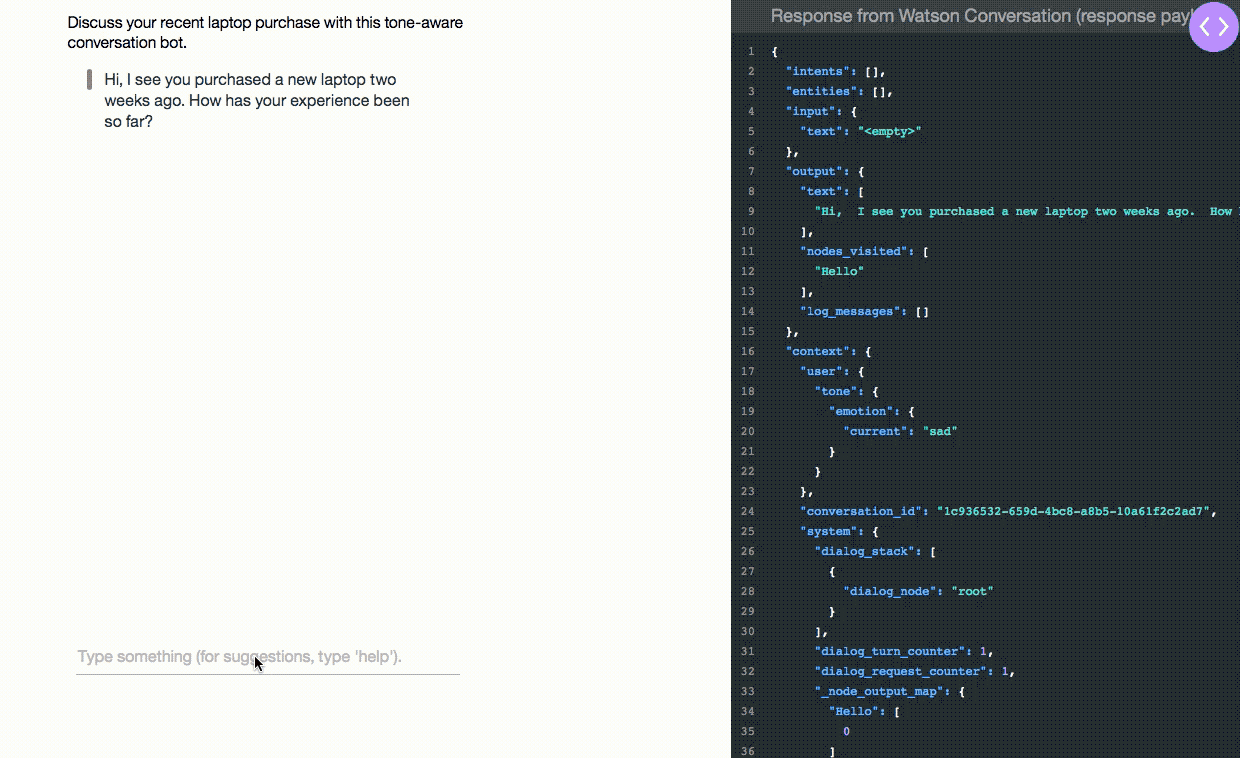 Discuss your recent laptop purchase with this tone-aware
conversation bot.
Hi, I see you purchased a new laptop two
weeks ago. How has your experience been
so far?
Type something (for suggestions, type 'help').
Response from Watson Conversation (response pay
1 {
2 "intents": [],
3 "entities": [],
4 "input": {
5 "text": "<empty>"
6 },
7 "output": {
8 "text": [
9 "Hi,  I see you purchased a new laptop two weeks ago.  How
10 ],
11 "nodes_visited": [
12 "Hello"
13 ],
14 "log_messages": []
15 },
16 "context": {
17 "user": {
18 "tone": {
19 "emotion": {
20 "current": "sad"
21 }
22 }
23 },
24 "conversation_id": "1c936532-659d-4bc8-a8b5-10a61f2c2ad7",
25 "system": {
26 "dialog_stack": [
27 {
28 "dialog_node": "root"
29 }
30 ],
31 "dialog_turn_counter": 1,
32 "dialog_request_counter": 1,
33 "_node_output_map": {
34 "Hello": [
35 0
36 ]